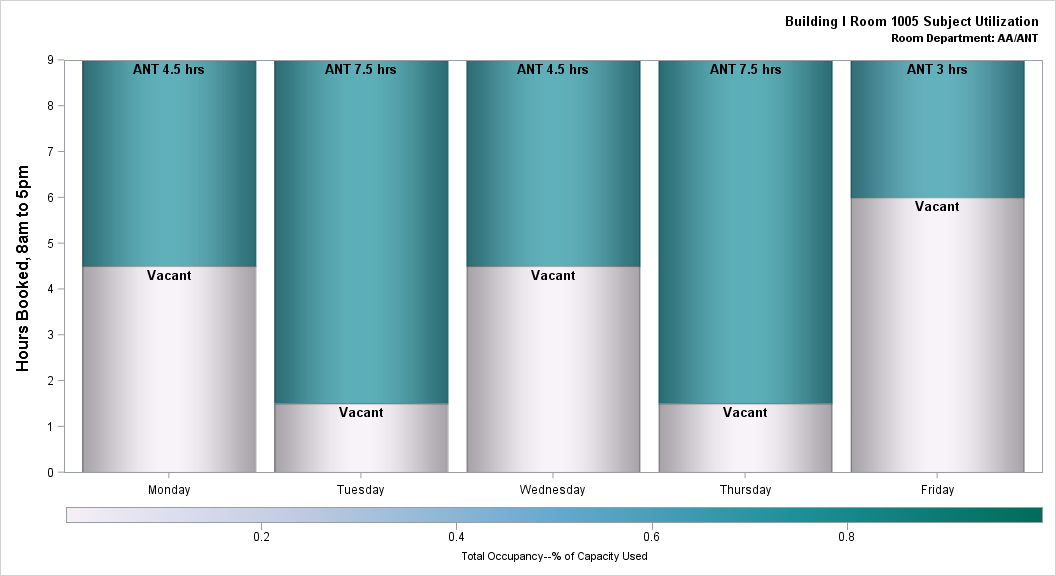 Building I Room 1005 Subject Utilization
Room Department: AA/ANT
Hours Booked, 8am to 5pm
9
8
7
6
5
4
3
2
1
0
ANT 4.5 hrs
Vacant
ANT 7.5 hrs
Vacant
ANT 4.5 hrs
Vacant
ANT 7.5 hrs
Vacant
ANT 3 hrs
Vacant
Monday Tuesday Wednesday Thursday Friday
0.2 0.4 0.6 0.8
Total Occupancy--% of Capacity Used